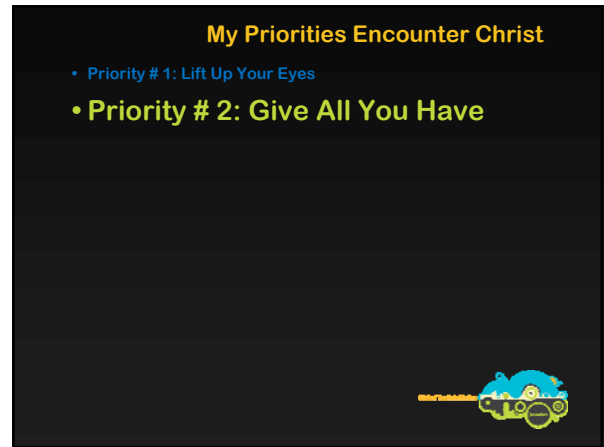 My Priorities Encounter Christ
• Priority # 1: Lift Up Your Eyes
• Priority # 2: Give All You Have